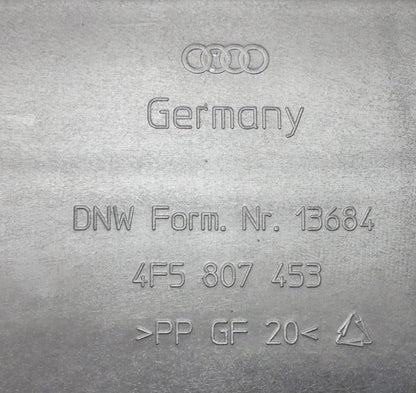 Germany
DNW Form. Nr. 13684
4F5 807 453
>PP GF 20<